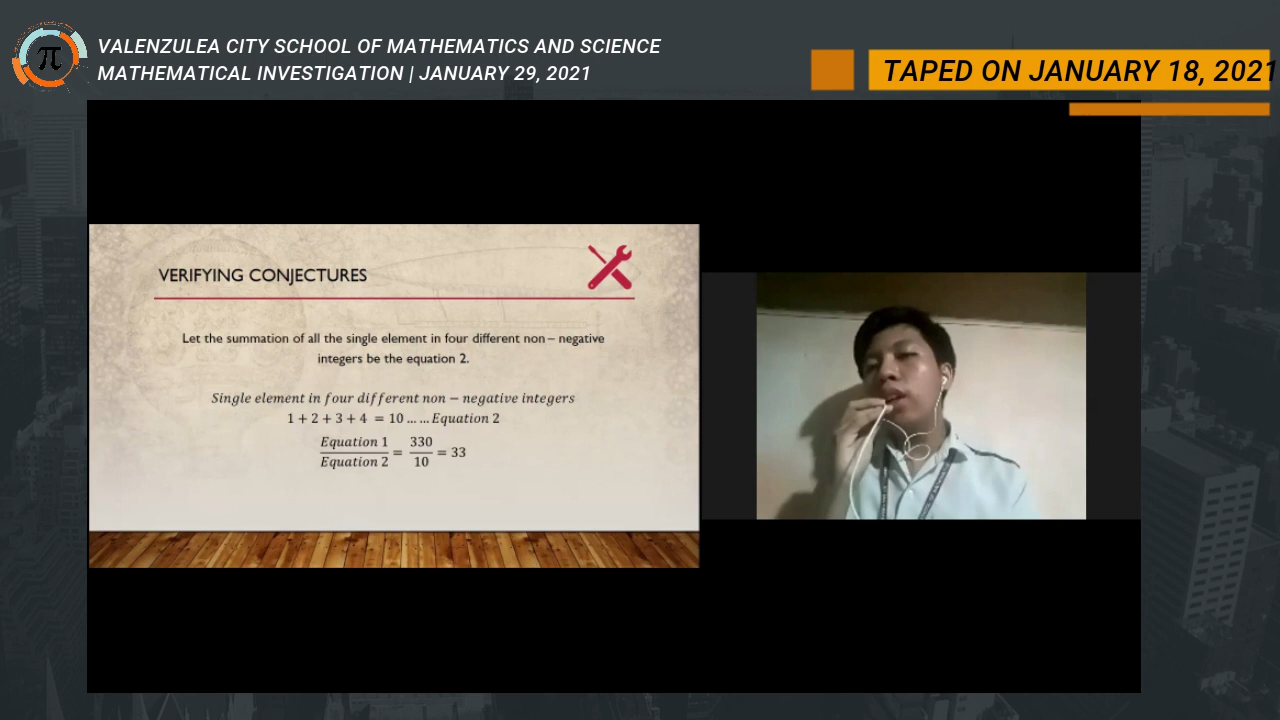 VALENZULEA CITY SCHOOL OF MATHEMATICS AND SCIENCE
MATHEMATICAL INVESTIGATION | JANUARY 29, 2021
TAPED ON JANUARY 18, 2021
π
VERIFYING CONJECTURES
Let the summation of all the single element in four different non – negative
integers be the equation 2.
Single element in four different non − negative integers
1 + 2 + 3 + 4 = 10 … … Equation 2
Equation 1 / Equation 2 = 330 / 10 = 33